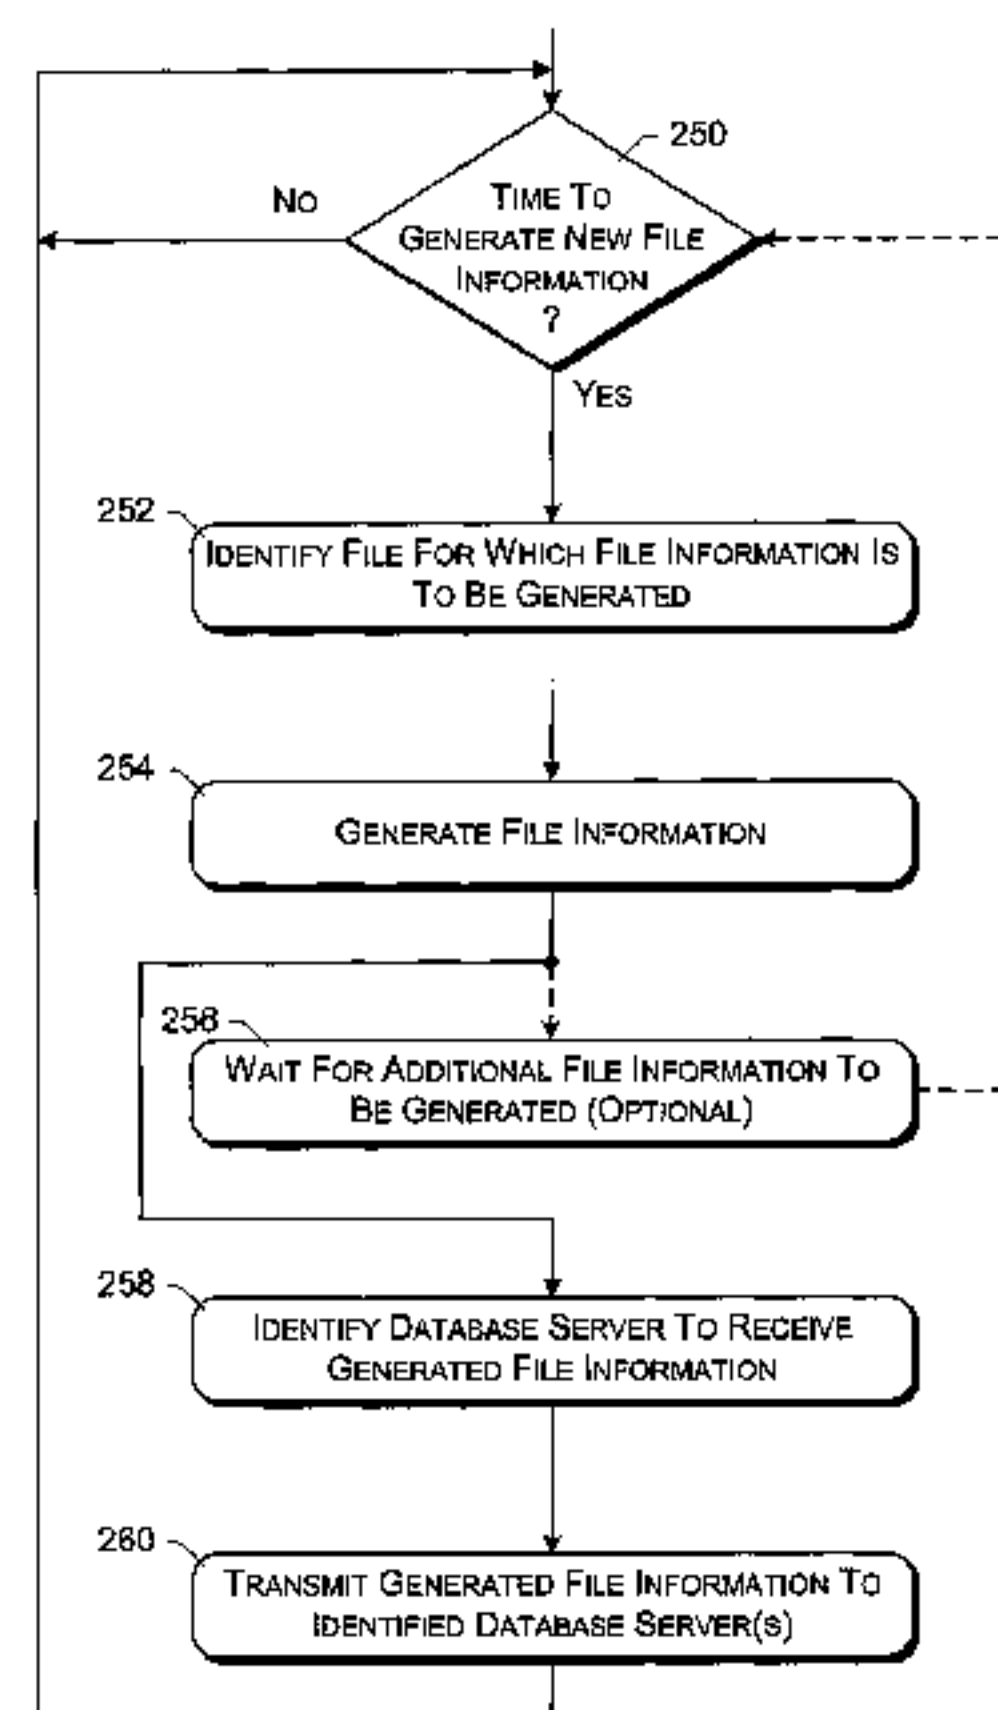 250
No
Time To
Generate New File
Information
?
Yes
252
Identify File For Which File Information Is
To Be Generated
254
Generate File Information
256
Wait For Additional File Information To
Be Generated (Optional)
258
Identify Database Server To Receive
Generated File Information
260
Transmit Generated File Information To
Identified Database Server(s)